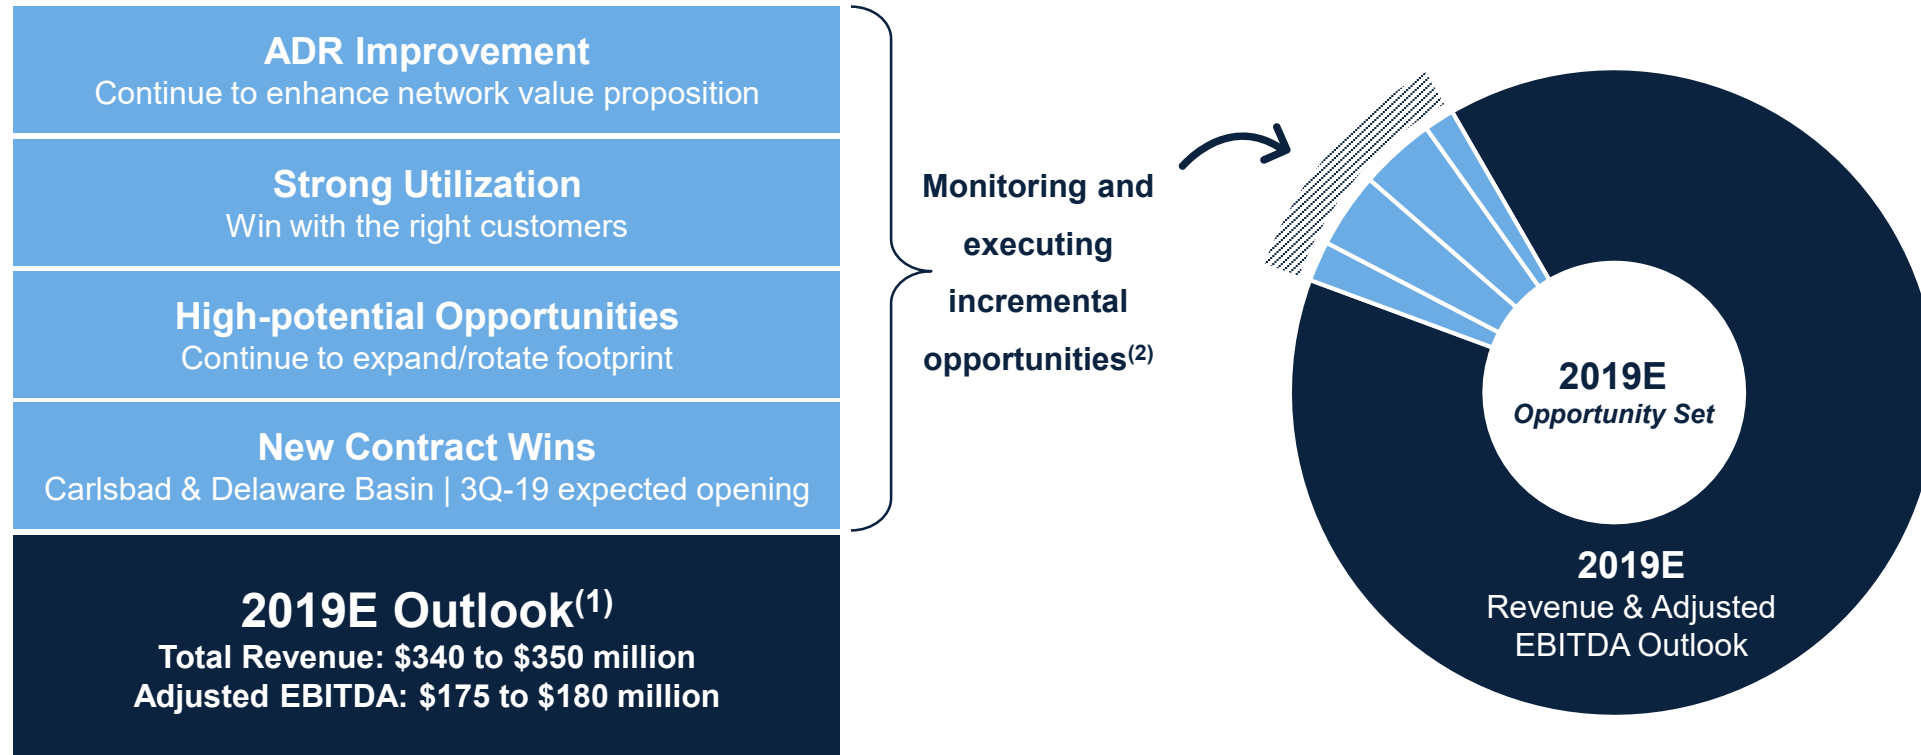 ADR Improvement
Continue to enhance network value proposition
Strong Utilization
Win with the right customers
High-potential Opportunities
Continue to expand/rotate footprint
New Contract Wins
Carlsbad & Delaware Basin | 3Q-19 expected opening
2019E Outlook(1)
Total Revenue: $340 to $350 million
Adjusted EBITDA: $175 to $180 million
Monitoring and
executing
incremental
opportunities(2)
2019E
Opportunity Set
2019E
Revenue & Adjusted
EBITDA Outlook